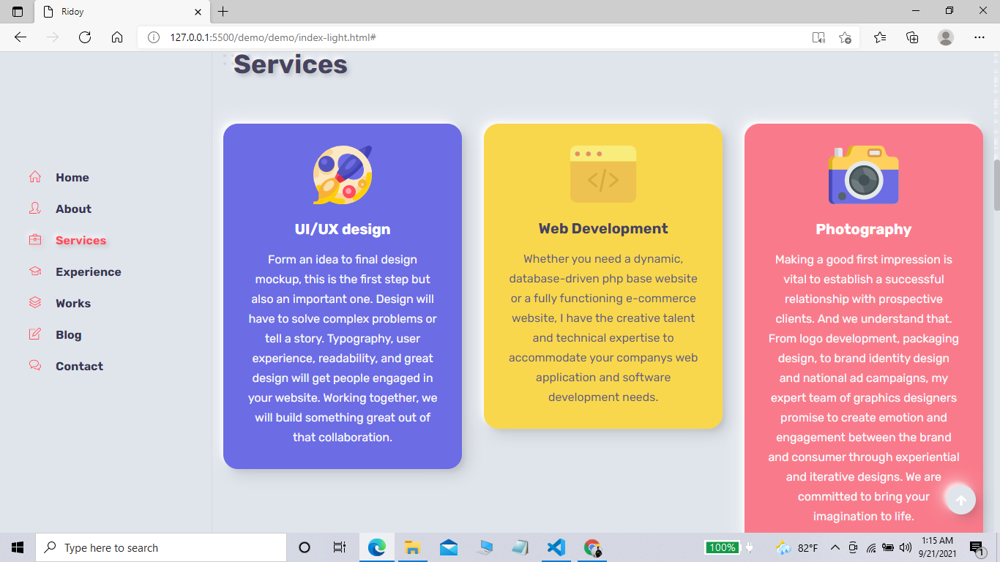 Ridoy
127.0.0.1:5500/demo/demo/index-light.html#
Services
Home
About
Services
Experience
Works
Blog
Contact
UI/UX design
Form an idea to final design
mockup, this is the first step but
also an important one. Design will
have to solve complex problems or
tell a story. Typography, user
experience, readability, and great
design will get people engaged in
your website. Working together, we
will build something great out of
that collaboration.
</>
Web Development
Whether you need a dynamic,
database-driven php base website
or a fully functioning e-commerce
website, I have the creative talent
and technical expertise to
accommodate your companys web
application and software
development needs.
Photography
Making a good first impression is
vital to establish a successful
relationship with prospective
clients. And we understand that.
From logo development, packaging
design, to brand identity design
and national ad campaigns, my
expert team of graphics designers
promise to create emotion and
engagement between the brand
and consumer through experiential
and iterative designs. We are
committed to bring your
imagination to life.
Type here to search
100%
82°F
1:15 AM
9/21/2021
1